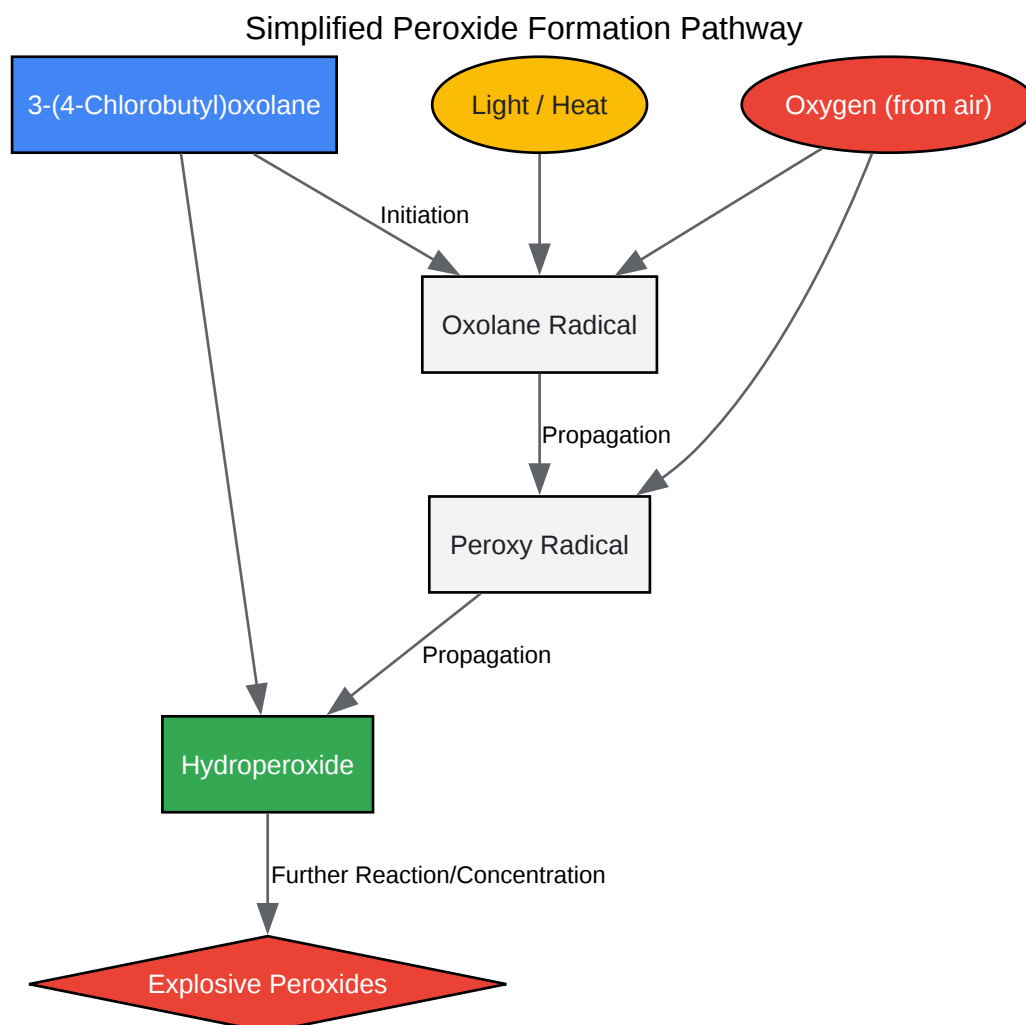 Simplified Peroxide Formation Pathway
3-(4-Chlorobutyl)oxolane
Light / Heat
Oxygen (from air)
Initiation
Oxolane Radical
Propagation
Peroxy Radical
Propagation
Hydroperoxide
Further Reaction/Concentration
Explosive Peroxides